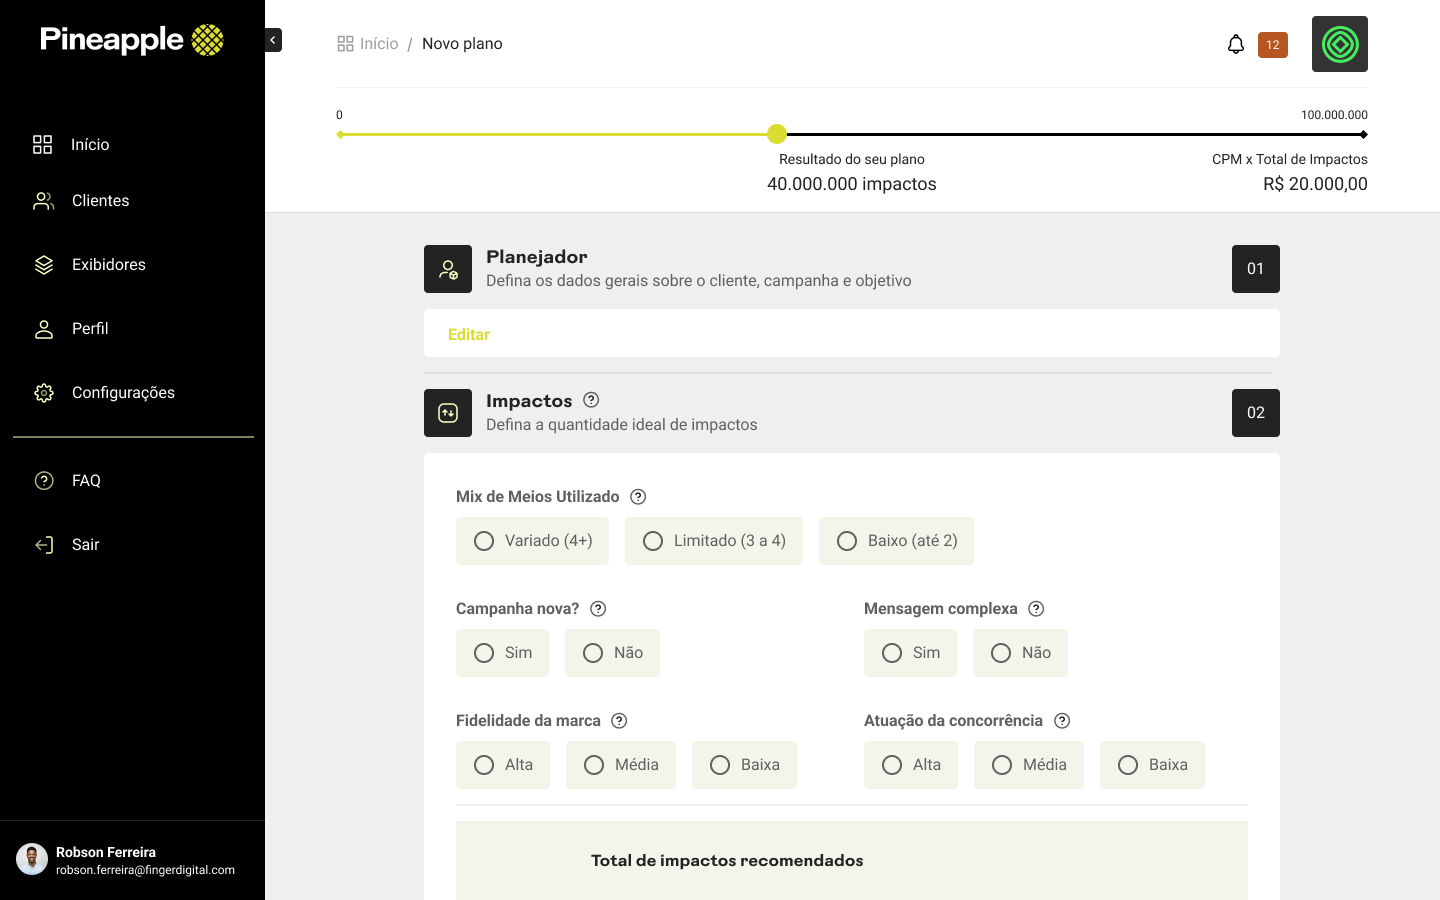 Pineapple
Início
Clientes
Exibidores
Perfil
Configurações
FAQ
Sair
Robson Ferreira
robson.ferreira@fingerdigital.com
Início / Novo plano
12
0
100.000.000
Resultado do seu plano
40.000.000 impactos
CPM x Total de Impactos
R$ 20.000,00
Planejador
Defina os dados gerais sobre o cliente, campanha e objetivo
01
Editar
Impactos
Defina a quantidade ideal de impactos
02
Mix de Meios Utilizado
Variado (4+) Limitado (3 a 4) Baixo (até 2)
Campanha nova?
Sim Não
Mensagem complexa
Sim Não
Fidelidade da marca
Alta Média Baixa
Atuação da concorrência
Alta Média Baixa
Total de impactos recomendados